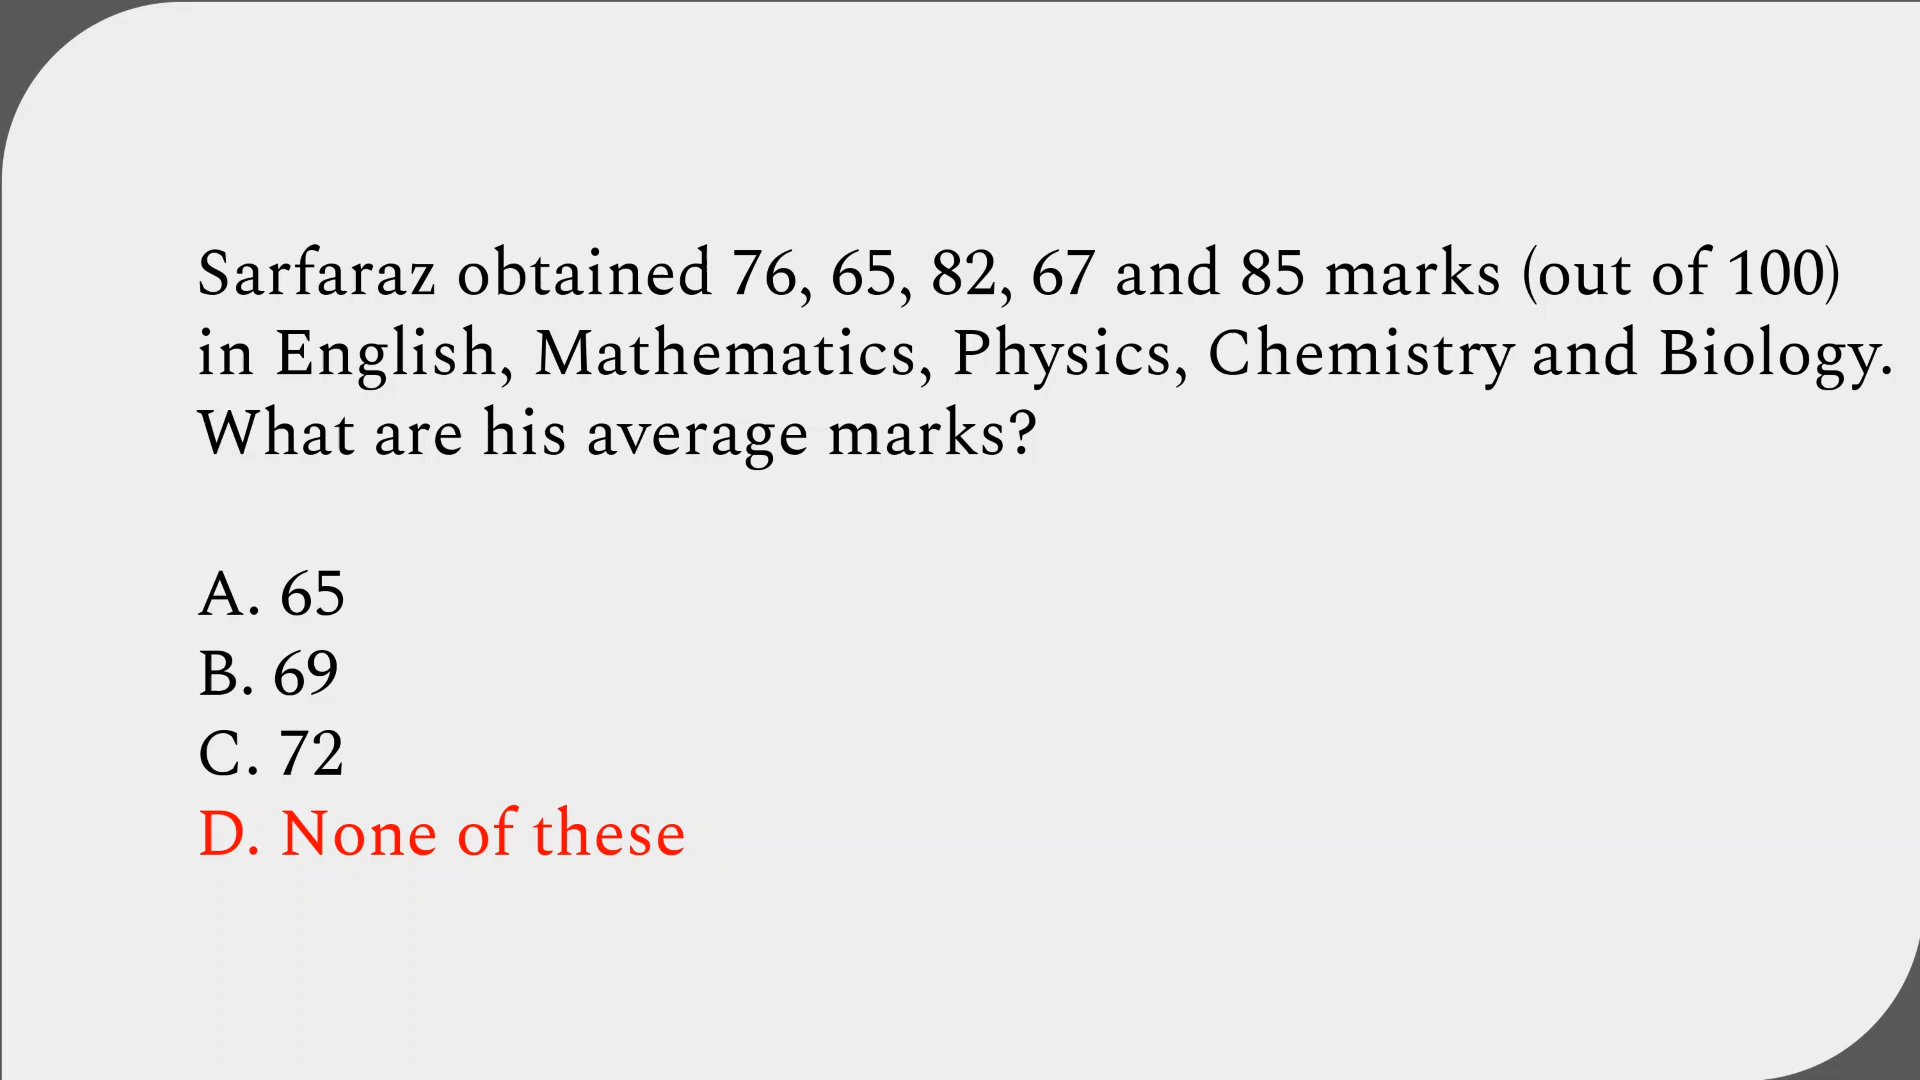 Sarfaraz obtained 76, 65, 82, 67 and 85 marks (out of 100)
in English, Mathematics, Physics, Chemistry and Biology.
What are his average marks?
A. 65
B. 69
C. 72
D. None of these